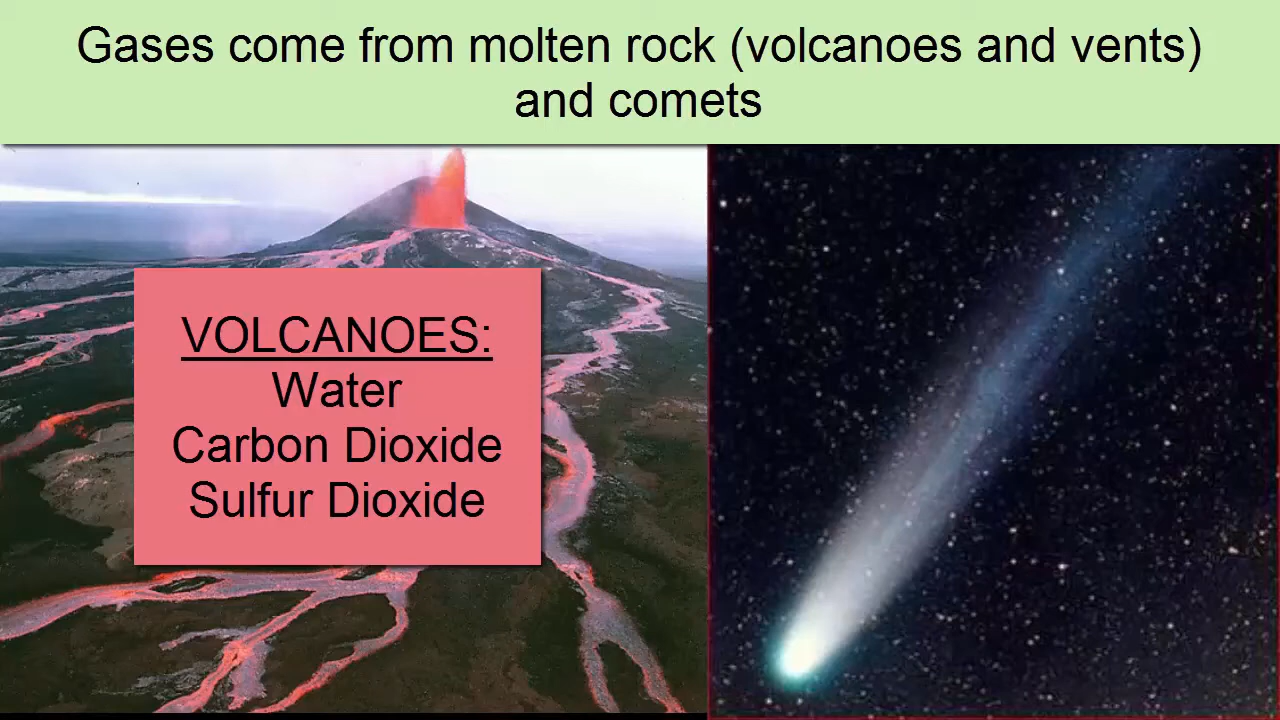 Gases come from molten rock (volcanoes and vents)
and comets
VOLCANOES:
Water
Carbon Dioxide
Sulfur Dioxide